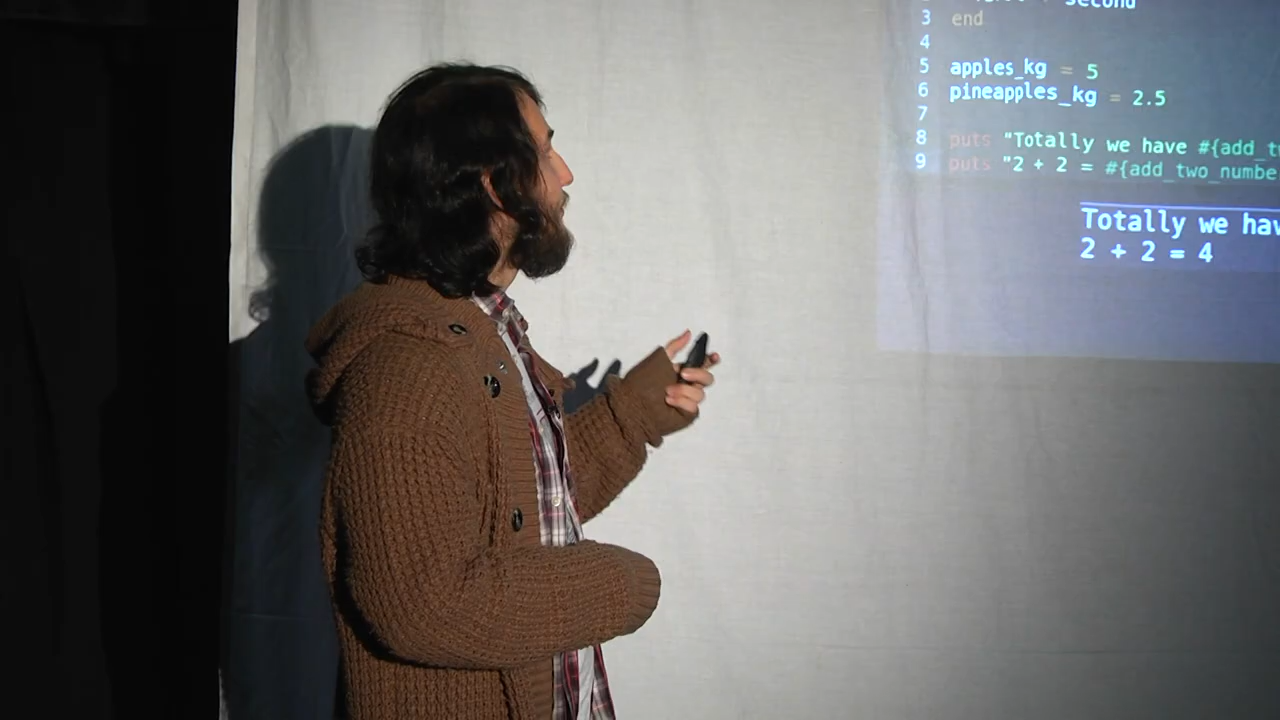 second
3 end
4
5 apples_kg = 5
6 pineapples_kg = 2.5
7
8 puts "Totally we have #{add_t
9 puts "2 + 2 = #{add_two_numbe
Totally we hav
2 + 2 = 4